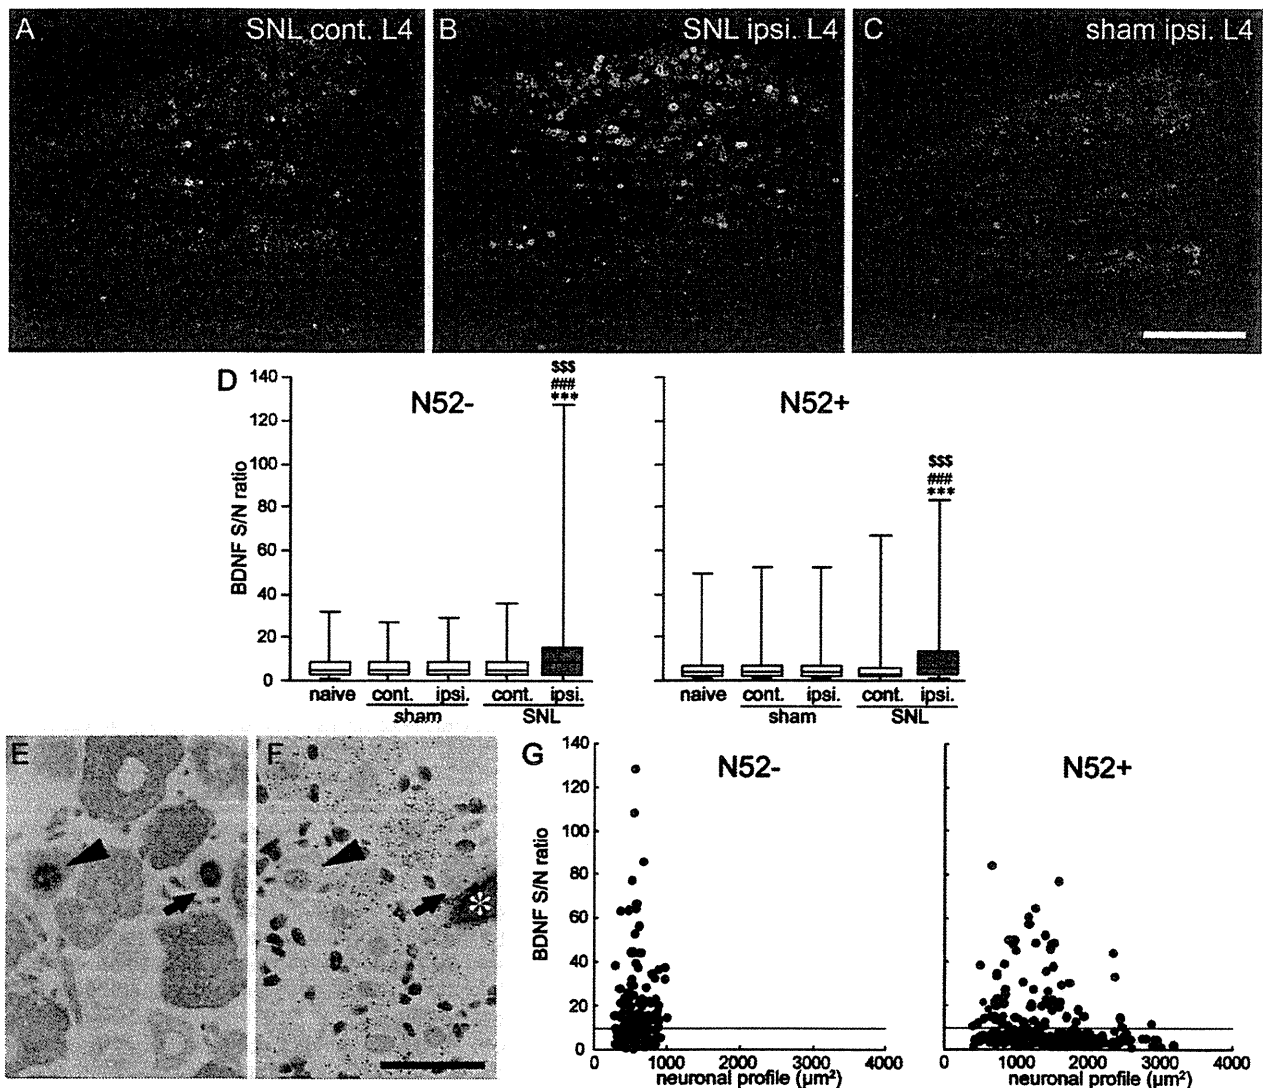 A SNL cont. L4
B SNL ipsi. L4
C sham ipsi. L4
D
N52-
N52+
BDNF S/N ratio
140
120
100
80
60
40
20
0
$$$
###
***
$$$
###
***
naive cont. ipsi. cont. ipsi.
sham SNL
naive cont. ipsi. cont. ipsi.
sham SNL
E
F
*
G
N52-
N52+
BDNF S/N ratio
140
120
100
80
60
40
20
0
0 1000 2000 3000 4000
neuronal profile (µm²)
0 1000 2000 3000 4000
neuronal profile (µm²)